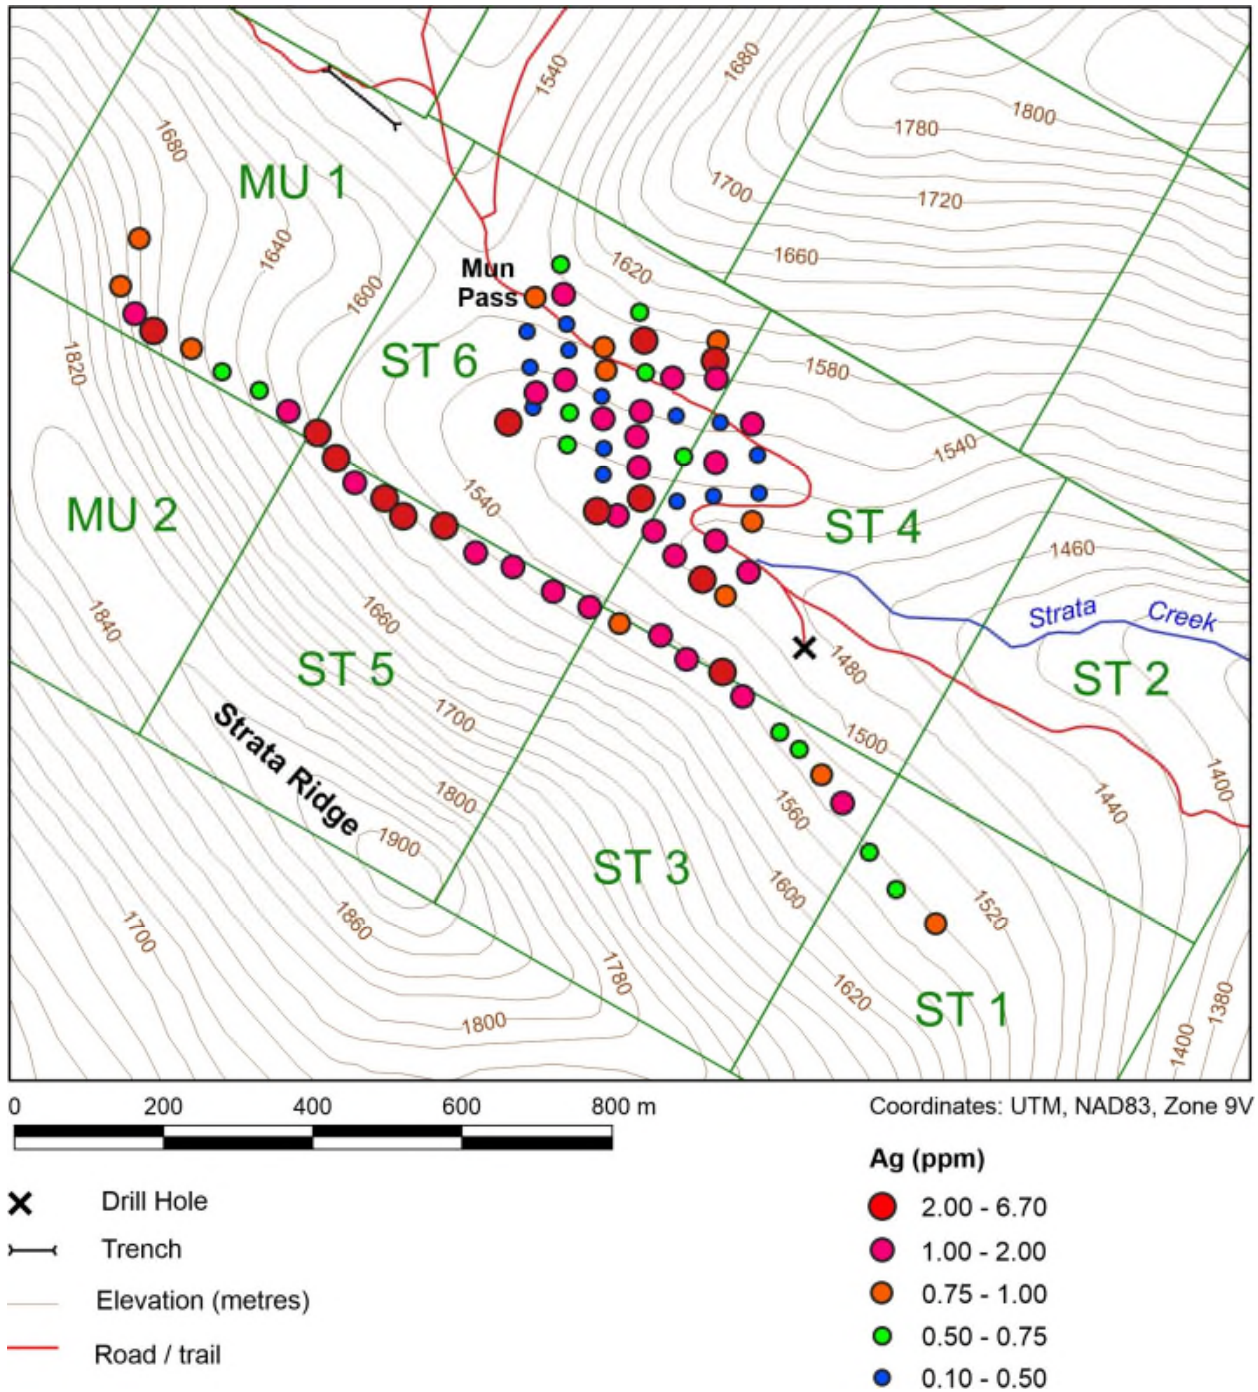 1540
1680
1800
1780
1680
MU 1
1700
1720
1640
1660
Mun
Pass
1620
1600
1820
ST 6
1580
1540
1540
MU 2
ST 4
1460
1840
1660
Strata Creek
ST 5
1480
ST 2
Strata Ridge
1700
1500
1400
1800
1560
1440
1900
ST 3
1600
1520
1860
1700
1780
1620
ST 1
1380
1800
1400
0 200 400 600 800 m
Coordinates: UTM, NAD83, Zone 9V
Ag (ppm)
Drill Hole
2.00 - 6.70
Trench
1.00 - 2.00
Elevation (metres)
0.75 - 1.00
0.50 - 0.75
Road / trail
0.10 - 0.50